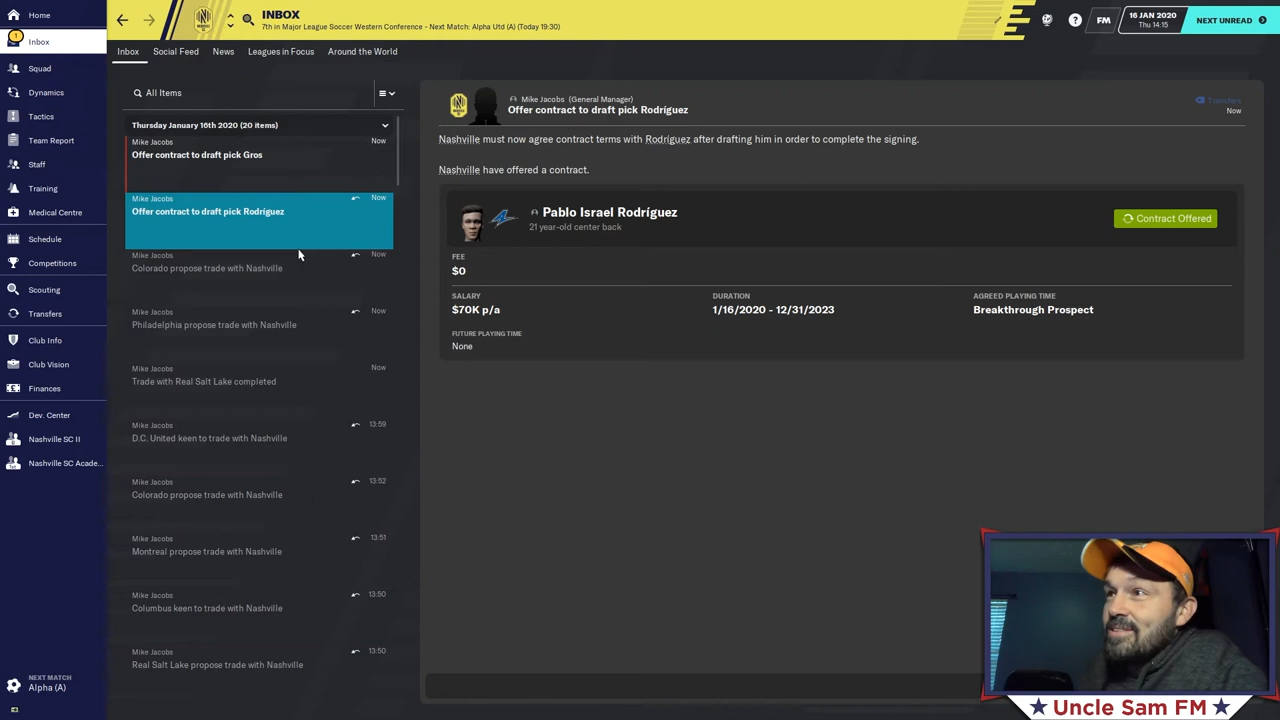 Home
1
Inbox
Squad
Dynamics
Tactics
Team Report
Staff
Training
Medical Centre
Schedule
Competitions
Scouting
Transfers
Club Info
Club Vision
Finances
Dev. Center
Nashville SC II
Nashville SC Acade...
NEXT MATCH
Alpha (A)
INBOX
7th in Major League Soccer Western Conference - Next Match: Alpha Utd (A) (Today 19:30)
FM
16 JAN 2020
Thu 14:15
NEXT UNREAD
Inbox
Social Feed
News
Leagues in Focus
Around the World
All Items
Thursday January 16th 2020 (20 items)
Mike Jacobs
Now
Offer contract to draft pick Gros
Mike Jacobs
Now
Offer contract to draft pick Rodríguez
Mike Jacobs
Now
Colorado propose trade with Nashville
Mike Jacobs
Now
Philadelphia propose trade with Nashville
Mike Jacobs
Now
Trade with Real Salt Lake completed
Mike Jacobs
13:59
D.C. United keen to trade with Nashville
Mike Jacobs
13:52
Colorado propose trade with Nashville
Mike Jacobs
13:51
Montreal propose trade with Nashville
Mike Jacobs
13:50
Columbus keen to trade with Nashville
Mike Jacobs
13:50
Real Salt Lake propose trade with Nashville
Mike Jacobs (General Manager)
Offer contract to draft pick Rodríguez
Transfers
Now
Nashville must now agree contract terms with Rodríguez after drafting him in order to complete the signing.
Nashville have offered a contract.
Pablo Israel Rodríguez
21 year-old center back
Contract Offered
FEE
$0
SALARY
$70K p/a
DURATION
1/16/2020 - 12/31/2023
AGREED PLAYING TIME
Breakthrough Prospect
FUTURE PLAYING TIME
None
★ Uncle Sam FM ★